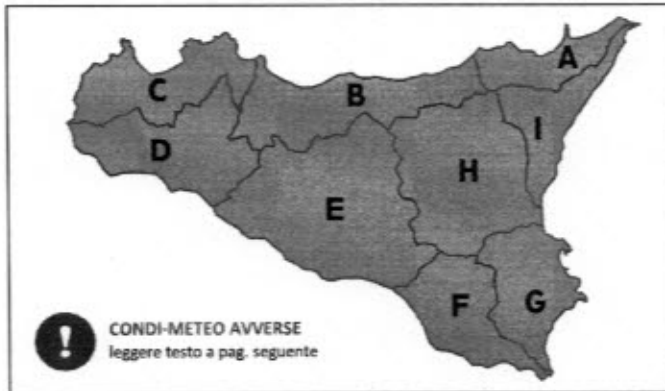 A
C
B
I
D
H
E
F
G
!
CONDI-METEO AVVERSE
leggere testo a pag. seguente